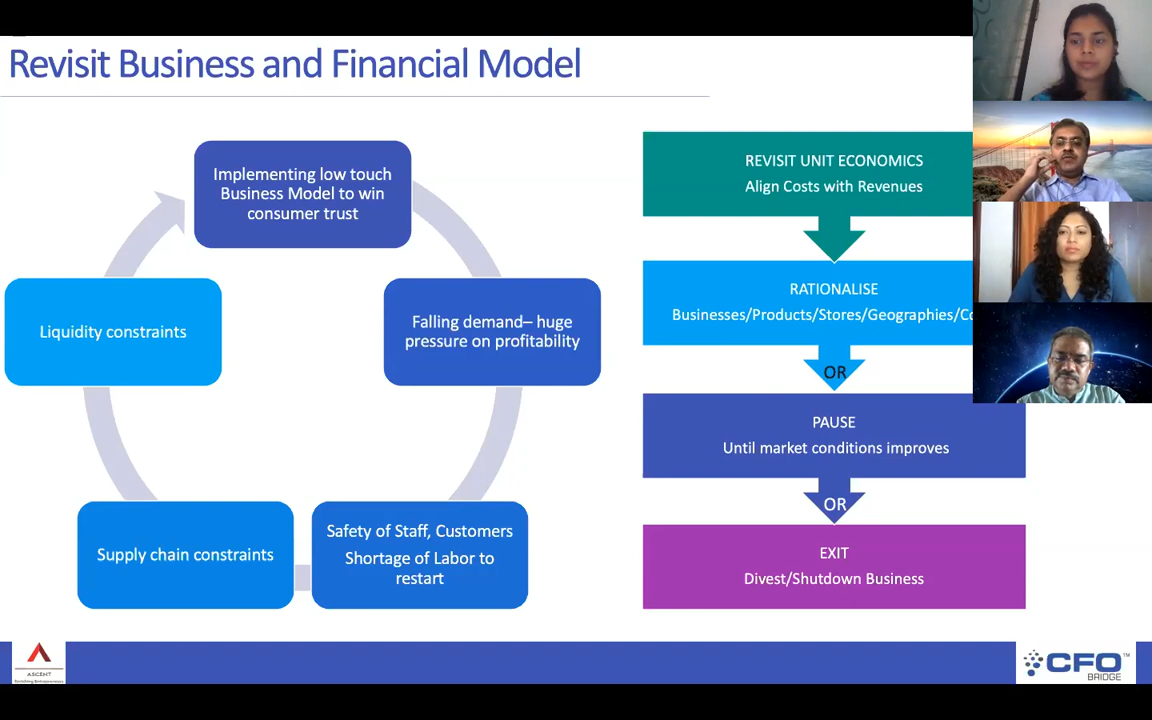 Revisit Business and Financial Model
Implementing low touch
Business Model to win
consumer trust
Falling demand– huge
pressure on profitability
Safety of Staff, Customers
Shortage of Labor to
restart
Supply chain constraints
Liquidity constraints
REVISIT UNIT ECONOMICS
Align Costs with Revenues
RATIONALISE
Businesses/Products/Stores/Geographies/
OR
PAUSE
Until market conditions improves
OR
EXIT
Divest/Shutdown Business
ASCENT
CFO
BRIDGE
TM